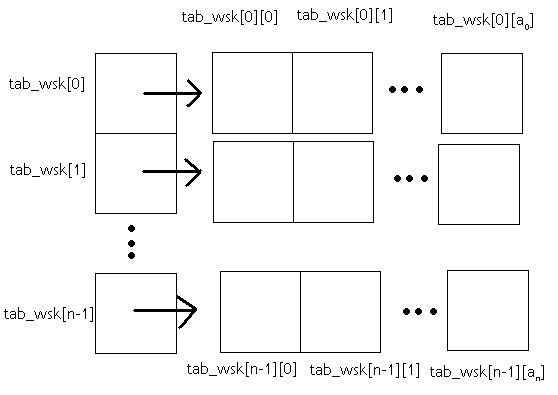 tab_wsk[0][0] tab_wsk[0][1] tab_wsk[0][a₀]
tab_wsk[0]
tab_wsk[1]
tab_wsk[n-1]
tab_wsk[n-1][0] tab_wsk[n-1][1] tab_wsk[n-1][aₙ]